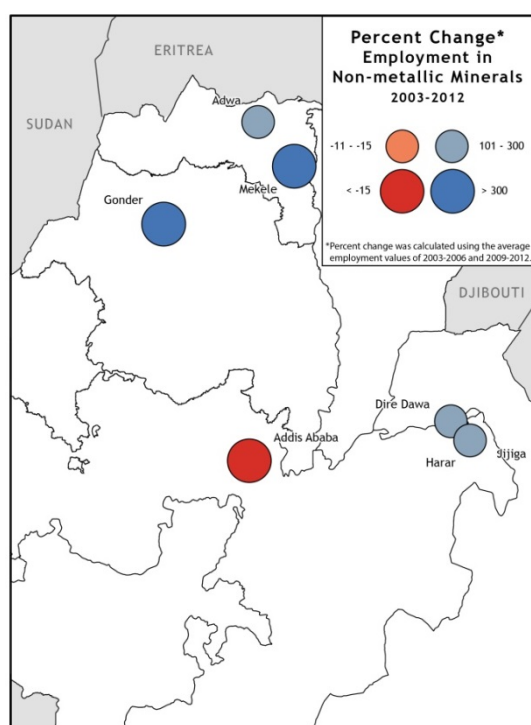 ERITREA
SUDAN
Adwa
Mekele
Gonder
Percent Change*
Employment in
Non-metallic Minerals
2003-2012
-11 - -15
101 - 300
< -15
> 300
*Percent change was calculated using the average
employment values of 2003-2006 and 2009-2012.
DJIBOUTI
Dire Dawa
Addis Ababa
Harar
Jijiga